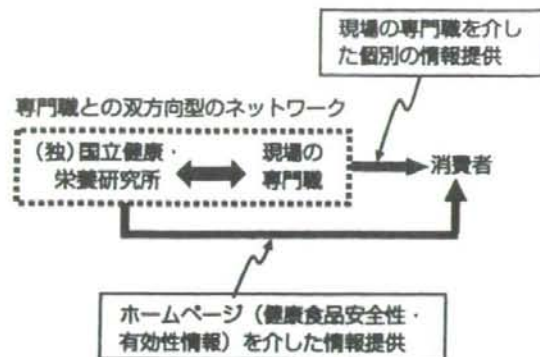 現場の専門職を介し
た個別の情報提供
専門職との双方向型のネットワーク
(独)国立健康・
栄養研究所
現場の
専門職
消費者
ホームページ(健康食品安全性・
有効性情報)を介した情報提供